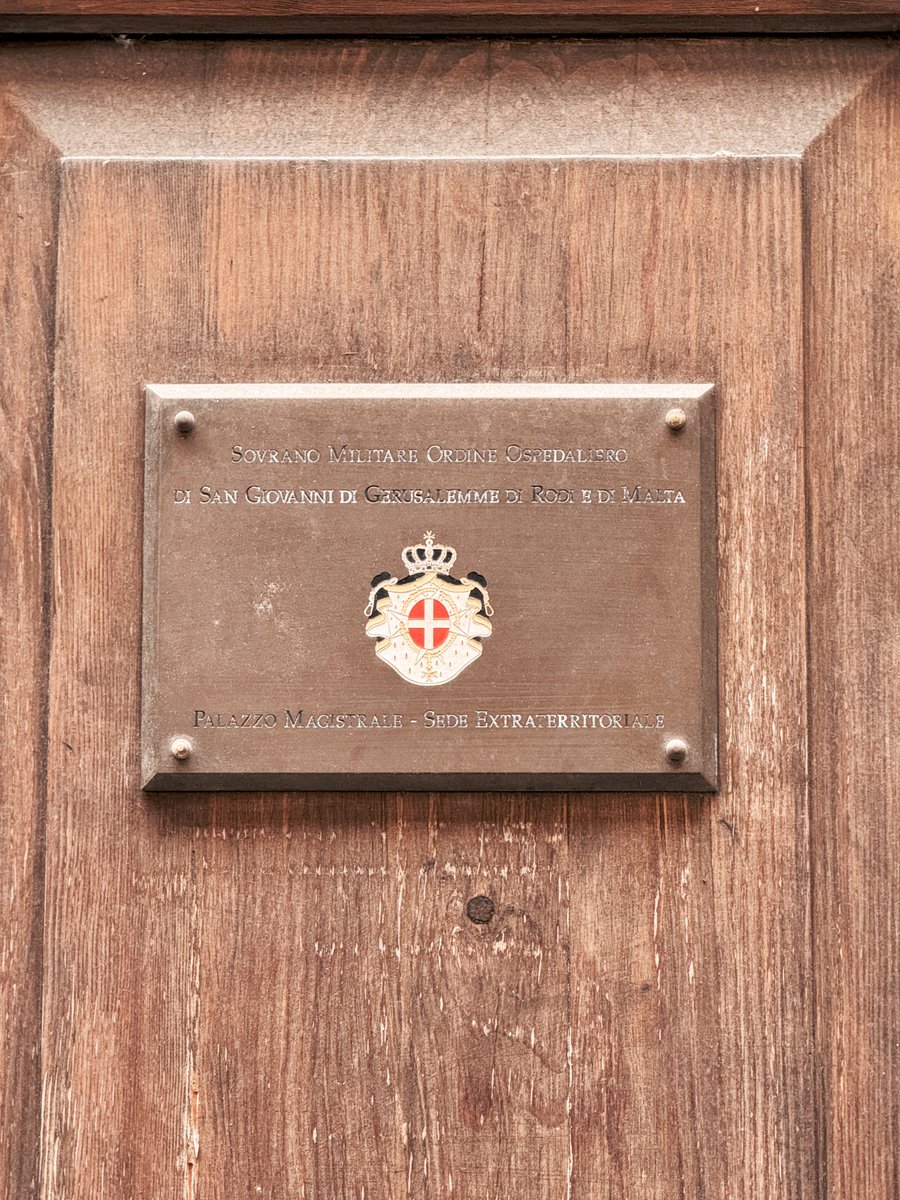 Sovrano Militare Ordine Ospedaliero
di San Giovanni di Gerusalemme di Rodi e di Malta
Palazzo Magistrale - Sede Extraterritoriale